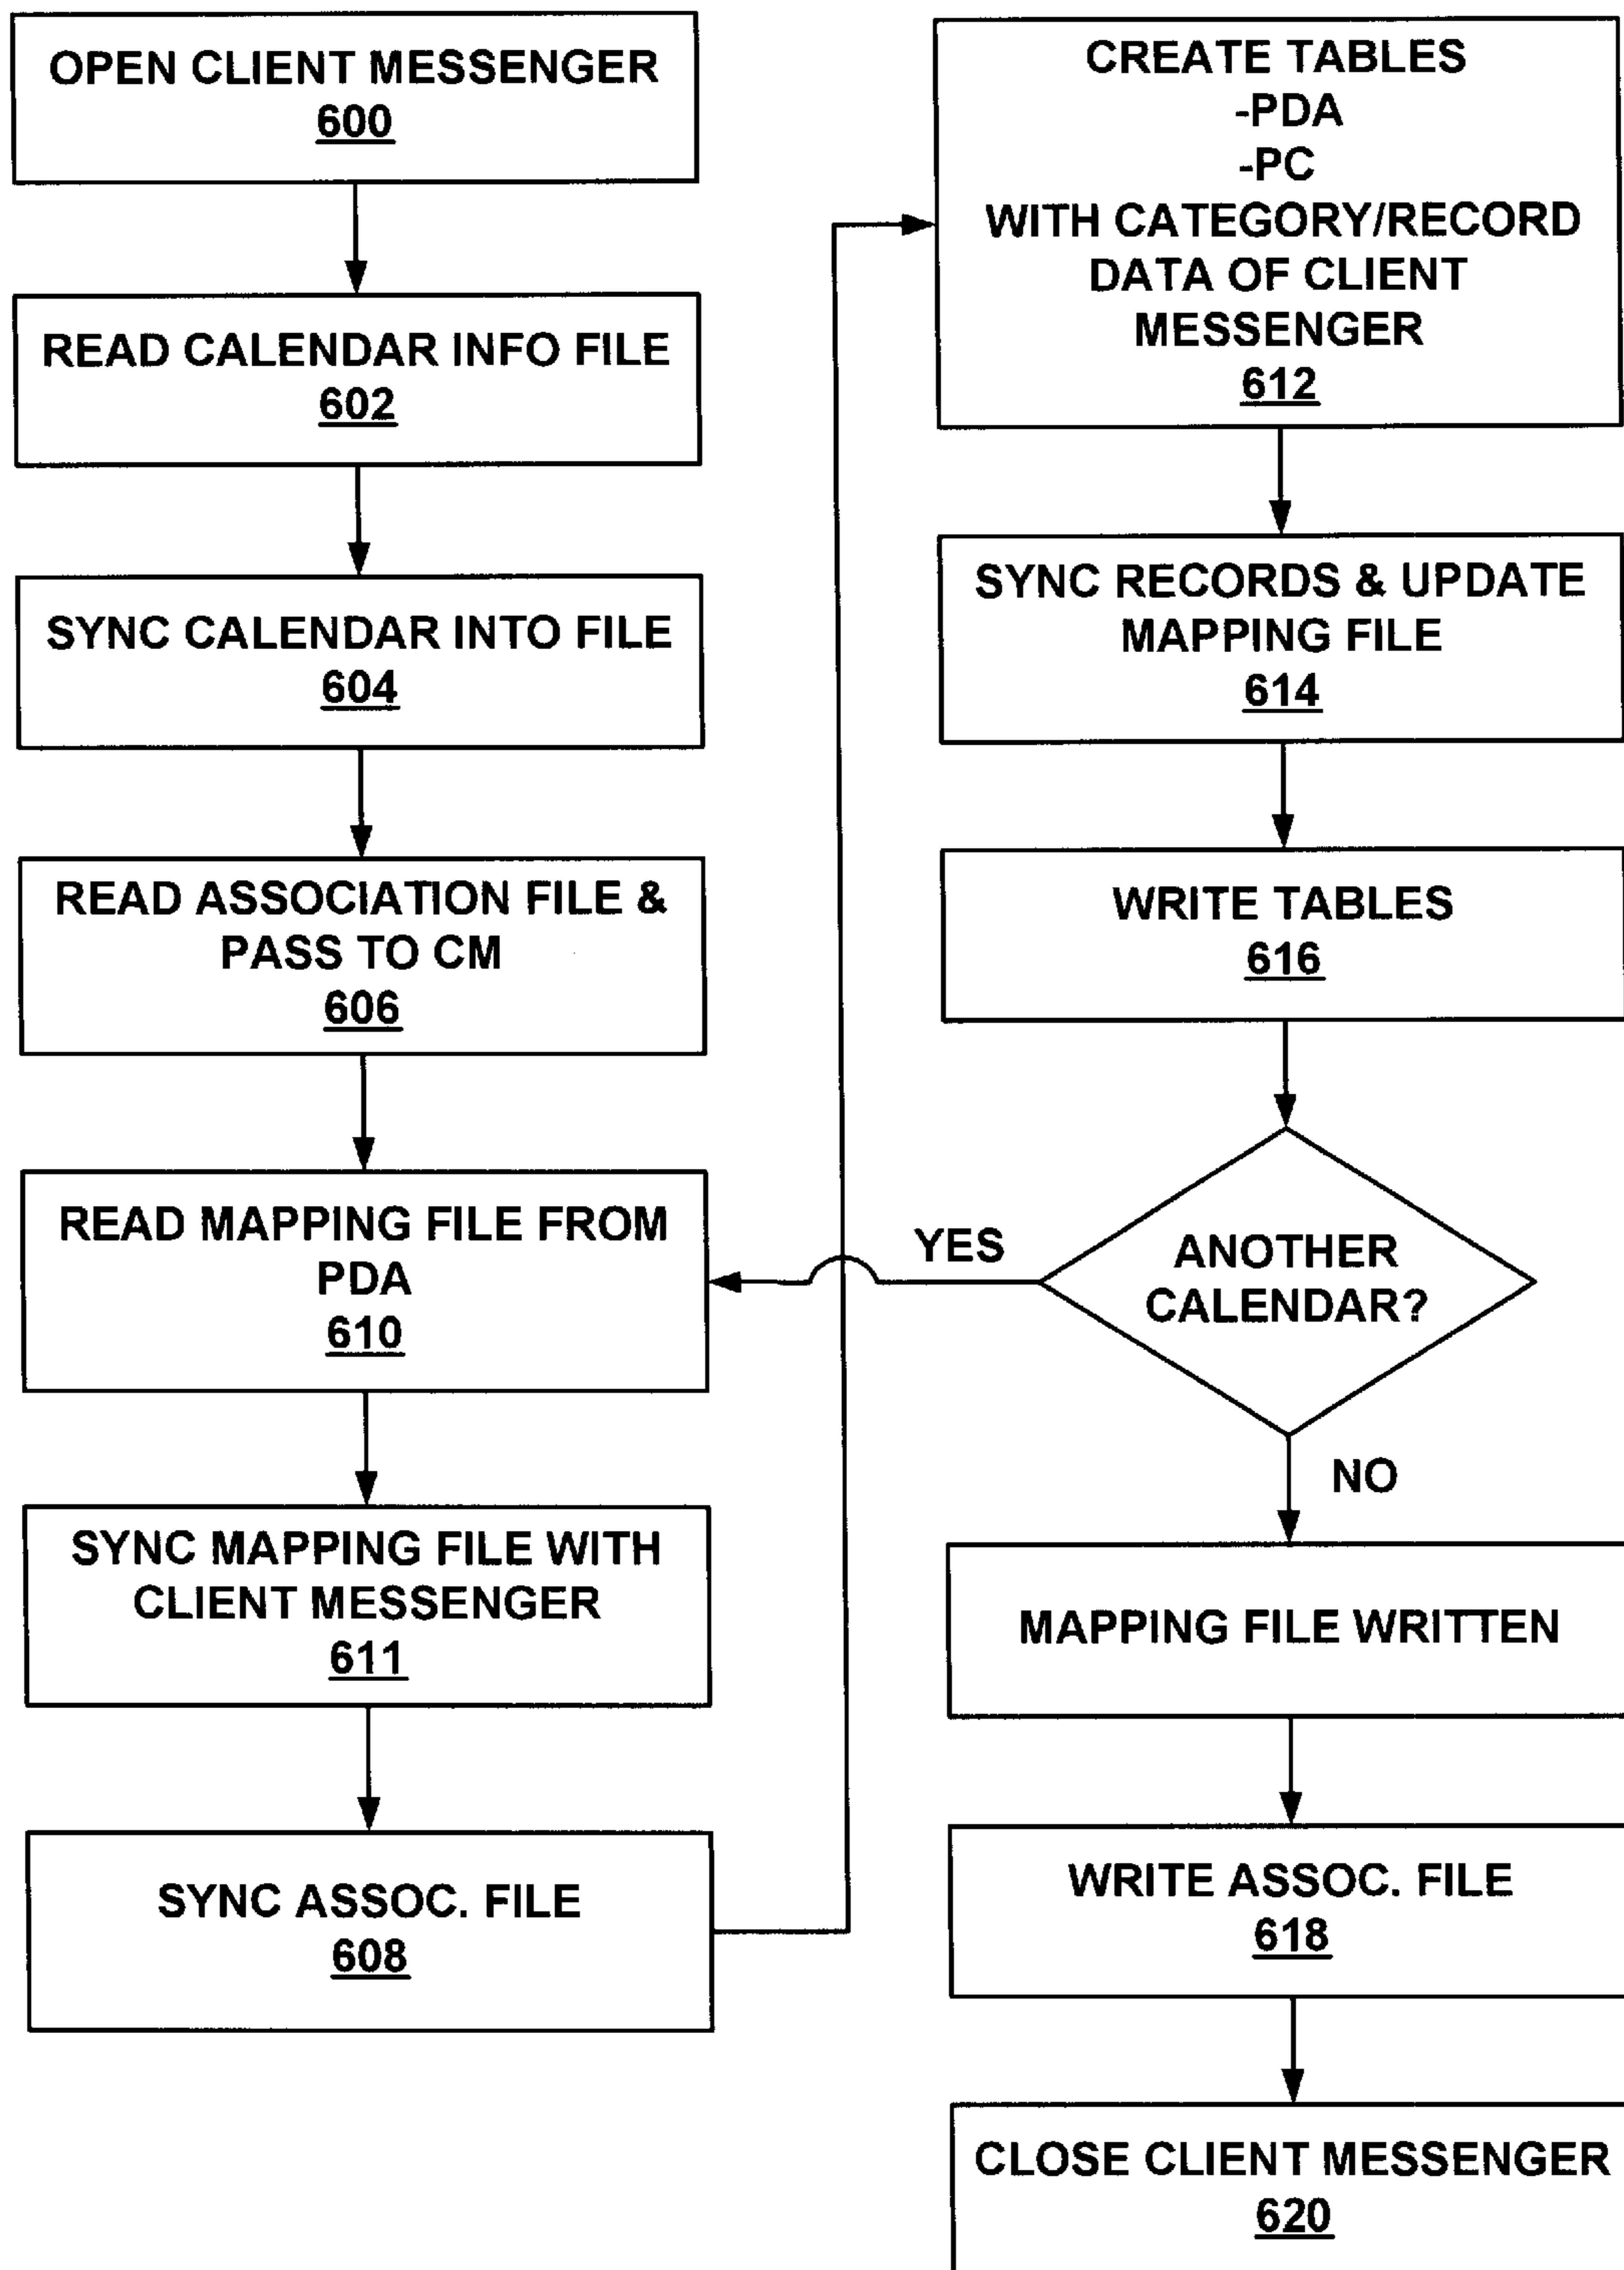 OPEN CLIENT MESSENGER
600
READ CALENDAR INFO FILE
602
SYNC CALENDAR INTO FILE
604
READ ASSOCIATION FILE &
PASS TO CM
606
READ MAPPING FILE FROM
PDA
610
SYNC MAPPING FILE WITH
CLIENT MESSENGER
611
SYNC ASSOC. FILE
608
CREATE TABLES
-PDA
-PC
WITH CATEGORY/RECORD
DATA OF CLIENT
MESSENGER
612
SYNC RECORDS & UPDATE
MAPPING FILE
614
WRITE TABLES
616
ANOTHER
CALENDAR?
YES
NO
MAPPING FILE WRITTEN
WRITE ASSOC. FILE
618
CLOSE CLIENT MESSENGER
620